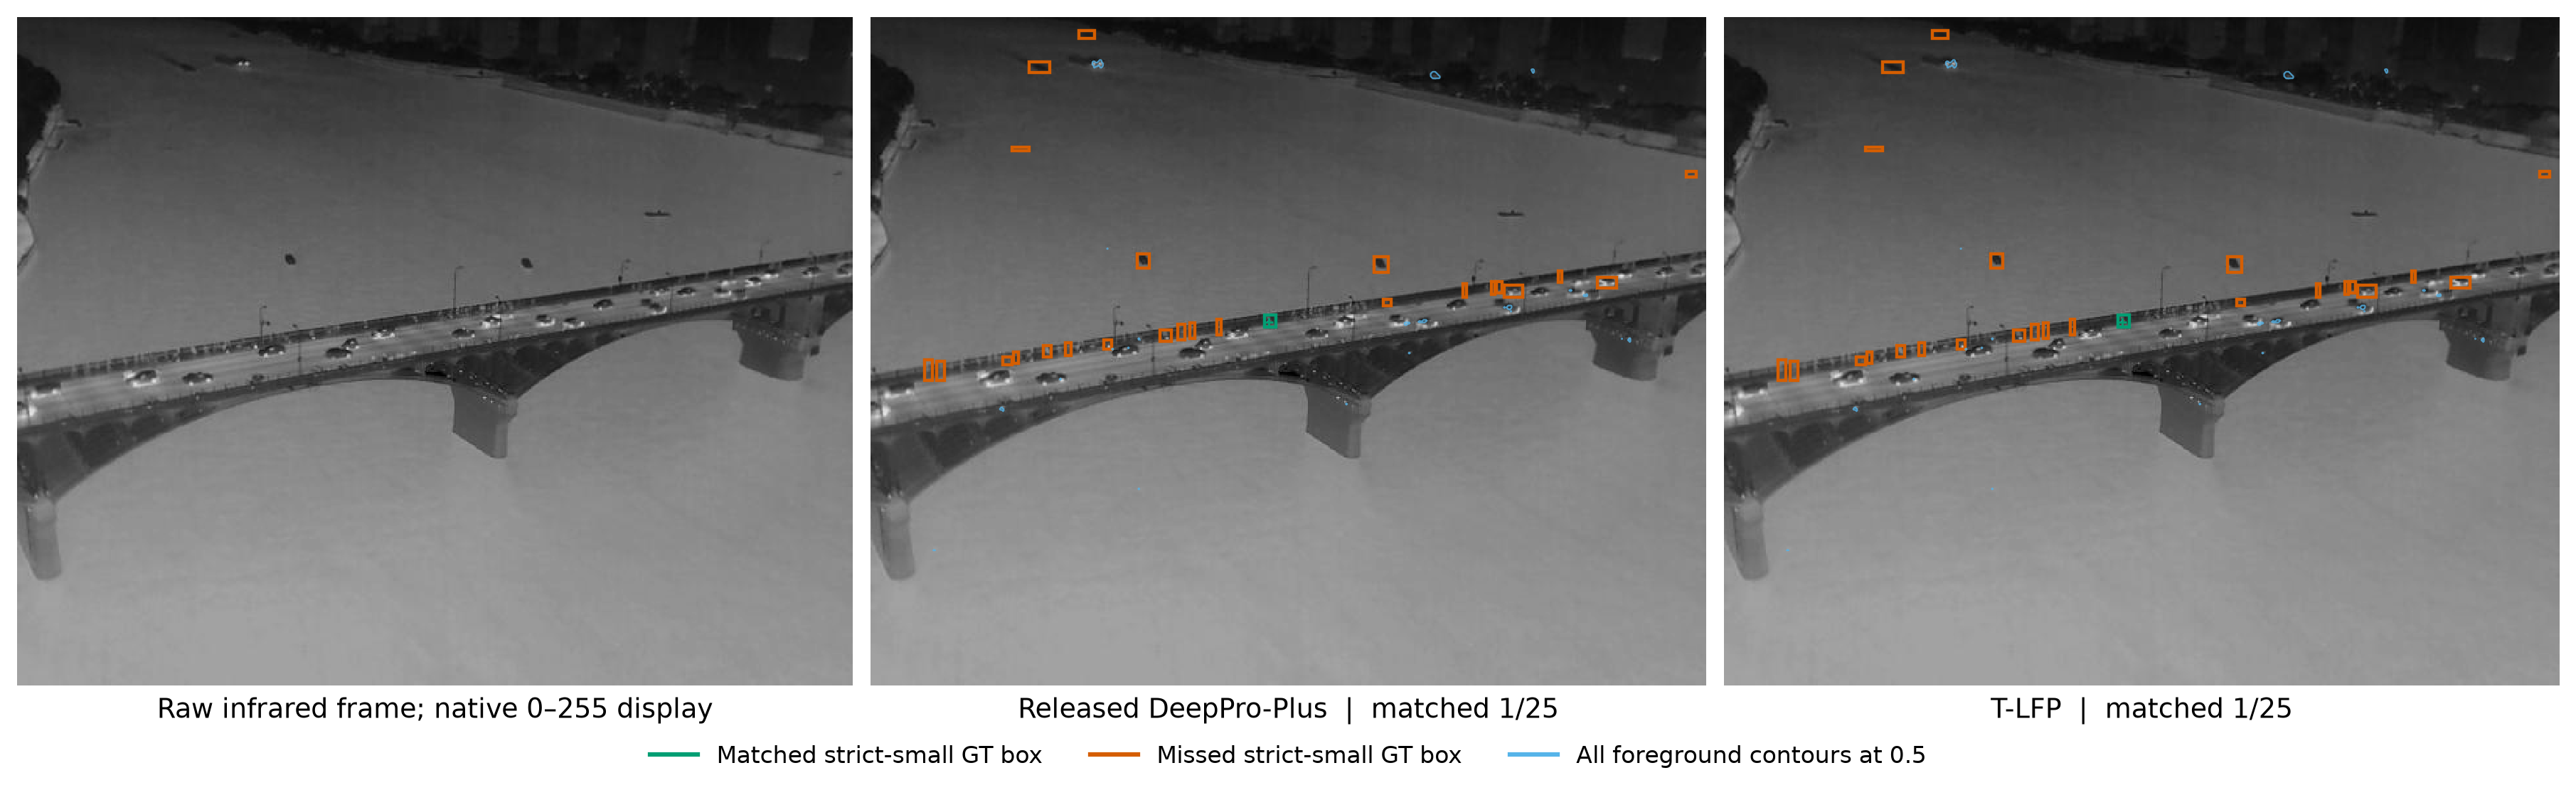 Raw infrared frame; native 0–255 display
Released DeepPro-Plus | matched 1/25
T-LFP | matched 1/25
Matched strict-small GT box
Missed strict-small GT box
All foreground contours at 0.5